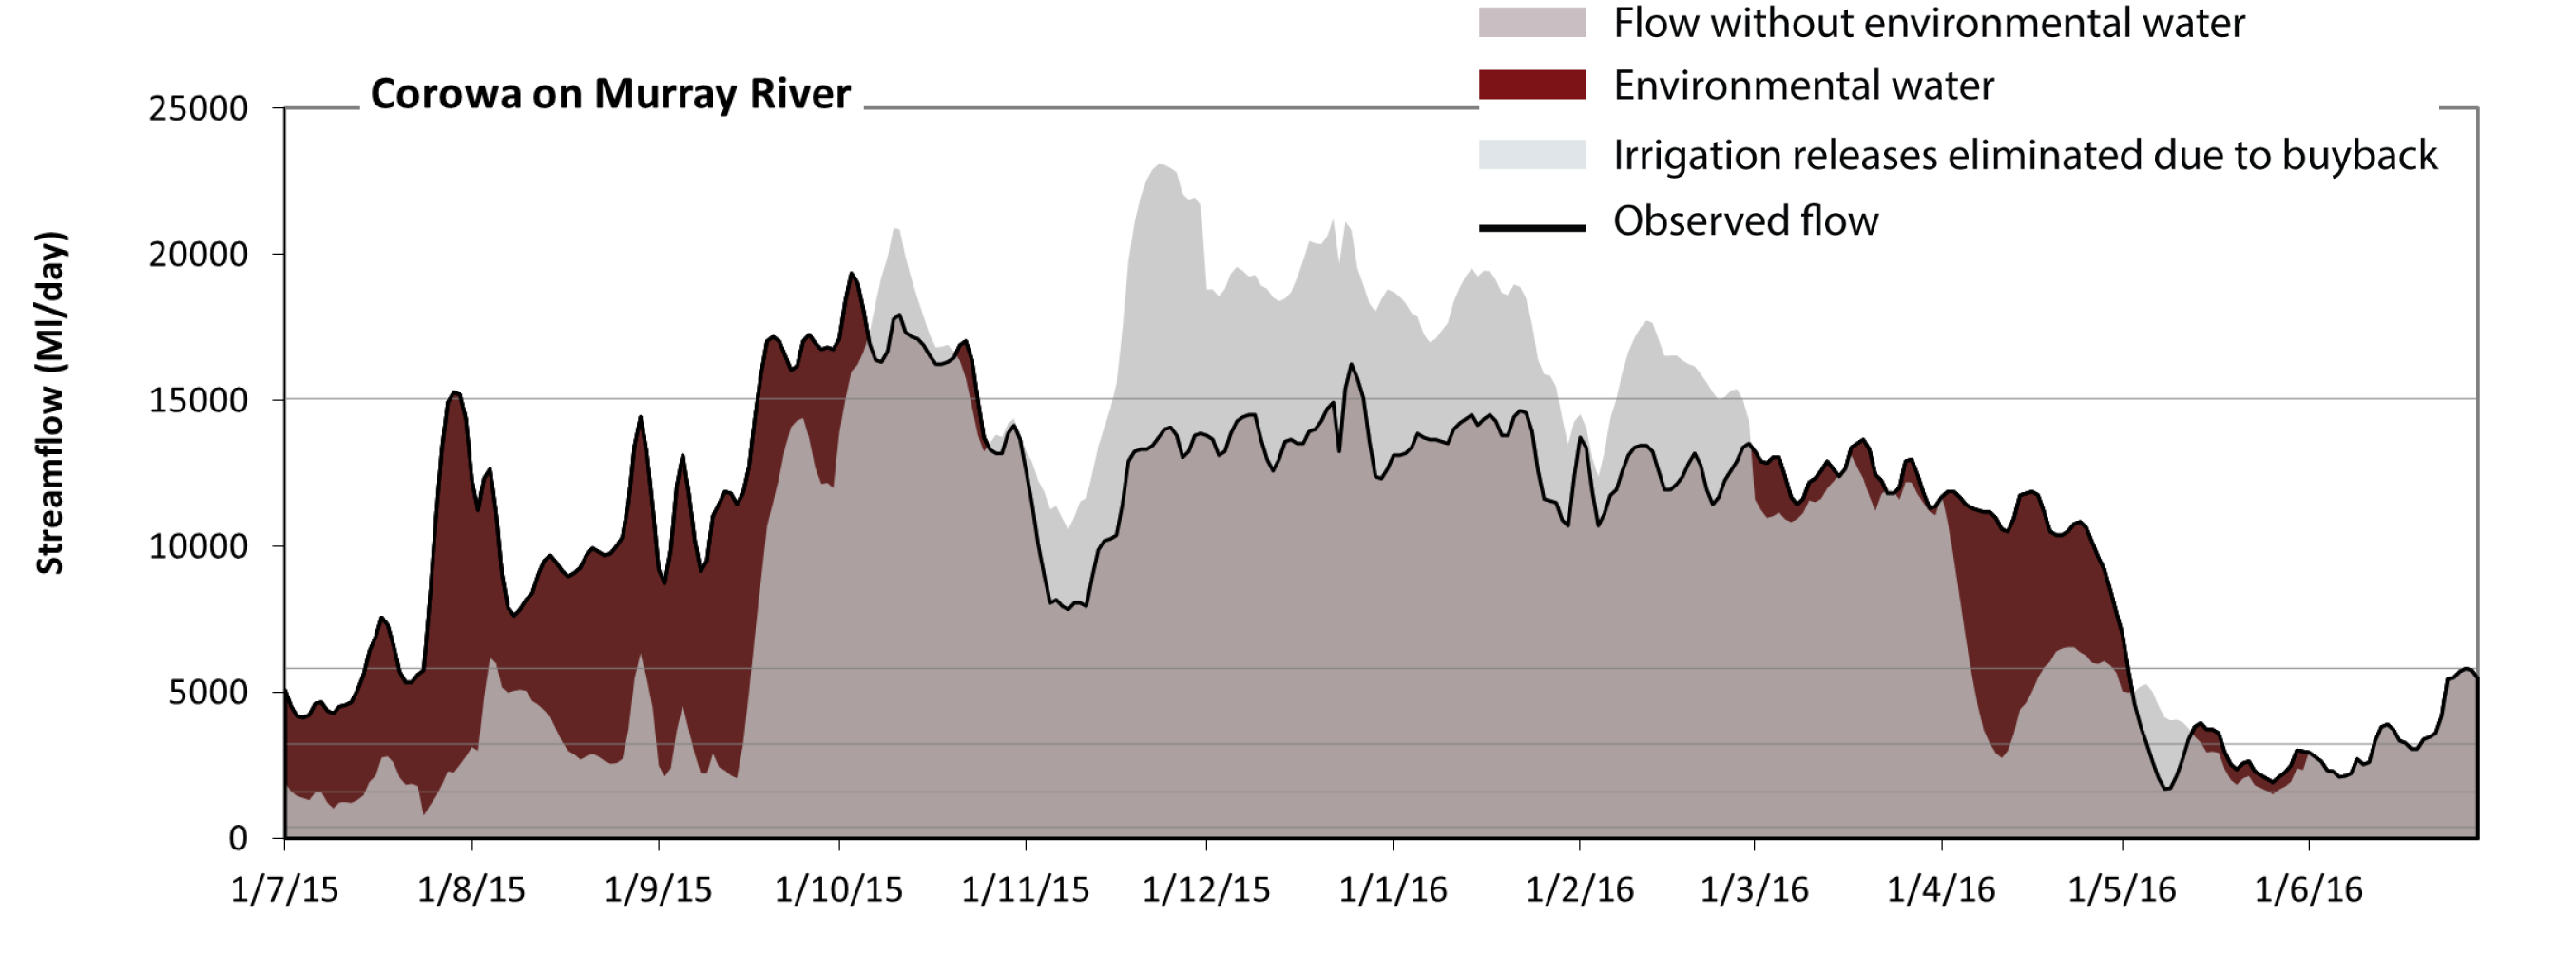 Flow without environmental water
Environmental water
Irrigation releases eliminated due to buyback
Observed flow
Corowa on Murray River
Streamflow (Ml/day)
25000
20000
15000
10000
5000
0
1/7/15 1/8/15 1/9/15 1/10/15 1/11/15 1/12/15 1/1/16 1/2/16 1/3/16 1/4/16 1/5/16 1/6/16